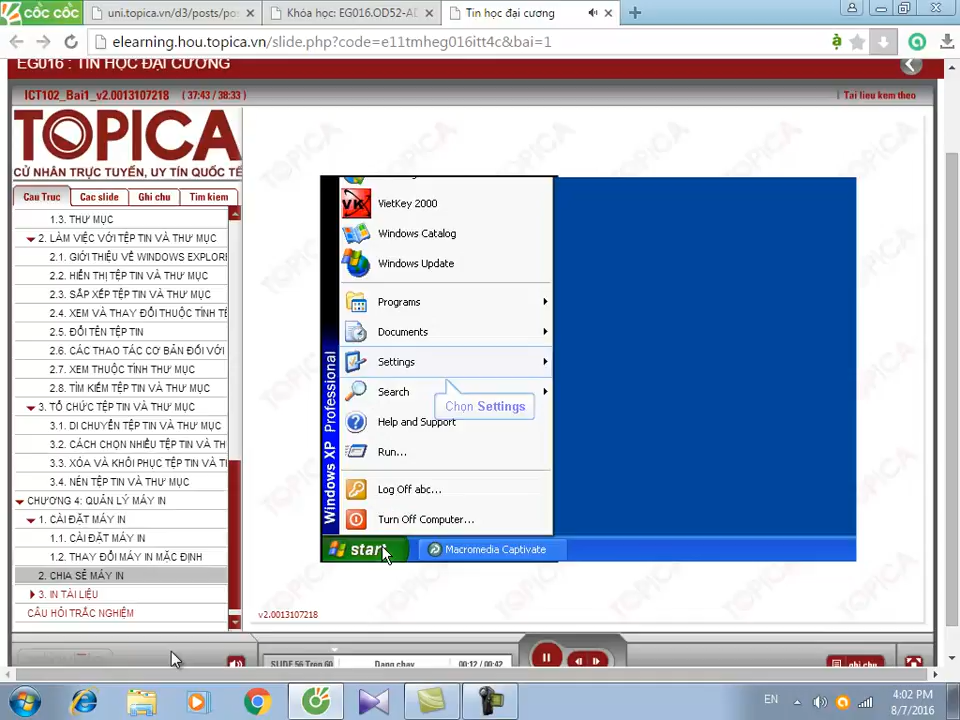 CỐC CỐC
uni.topica.vn/d3/posts/pos
Khóa học: EG016.OD52-AD
Tin học đại cương
elearning.hou.topica.vn/slide.php?code=e11tmheg016itt4c&bai=1
EG016 : TIN HỌC ĐẠI CƯƠNG
ICT102_Bai1_v2.0013107218 ( 37:43 / 38:33 )
Tai lieu kem theo
TOPICA
CỬ NHÂN TRỰC TUYẾN, UY TÍN QUỐC TẾ
Cau Truc
Cac slide
Ghi chu
Tim kiem
1.3. THƯ MỤC
2. LÀM VIỆC VỚI TỆP TIN VÀ THƯ MỤC
2.1. GIỚI THIỆU VỀ WINDOWS EXPLORE
2.2. HIỂN THỊ TỆP TIN VÀ THƯ MỤC
2.3. SẮP XẾP TỆP TIN VÀ THƯ MỤC
2.4. XEM VÀ THAY ĐỔI THUỘC TÍNH TỆ
2.5. ĐỔI TÊN TỆP TIN
2.6. CÁC THAO TÁC CƠ BẢN ĐỐI VỚI
2.7. XEM THUỘC TÍNH THƯ MỤC
2.8. TÌM KIẾM TỆP TIN VÀ THƯ MỤC
3. TỔ CHỨC TỆP TIN VÀ THƯ MỤC
3.1. DI CHUYỂN TỆP TIN VÀ THƯ MỤC
3.2. CÁCH CHỌN NHIỀU TỆP TIN VÀ TH
3.3. XÓA VÀ KHÔI PHỤC TỆP TIN VÀ T
3.4. NÉN TỆP TIN VÀ THƯ MỤC
CHƯƠNG 4: QUẢN LÝ MÁY IN
1. CÀI ĐẶT MÁY IN
1.1. CÀI ĐẶT MÁY IN
1.2. THAY ĐỔI MÁY IN MẶC ĐỊNH
2. CHIA SẺ MÁY IN
3. IN TÀI LIỆU
CÂU HỎI TRẮC NGHIỆM
VK VietKey 2000
Windows Catalog
Windows Update
Programs
Documents
Settings
Search
Chọn Settings
Help and Support
Run...
Log Off abc...
Turn Off Computer...
Windows XP Professional
start
Macromedia Captivate
v2.0013107218
SLIDE 56 Tren 60
Dang chay
00:12 / 00:42
ghi chu
EN
4:02 PM
8/7/2016